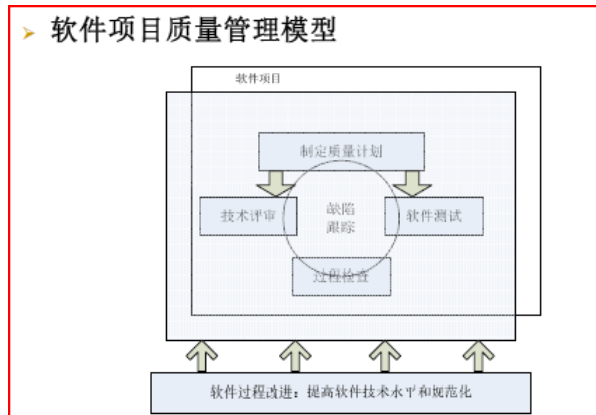 软件项目质量管理模型
软件项目
制定质量计划
技术评审
缺陷
跟踪
软件测试
过程检查
软件过程改进：提高软件技术水平和规范化